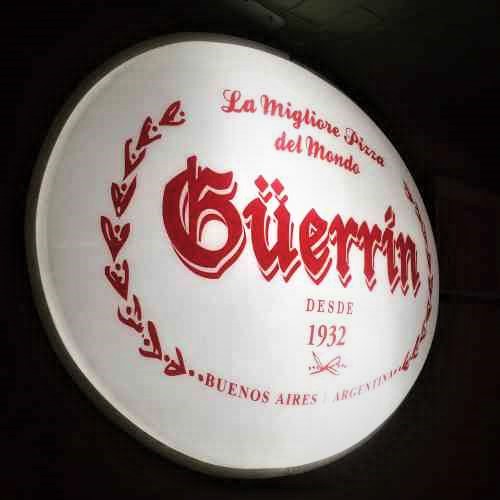 La Migliore Pizza
del Mondo
Güerrín
DESDE
1932
BUENOS AIRES ARGENTINA